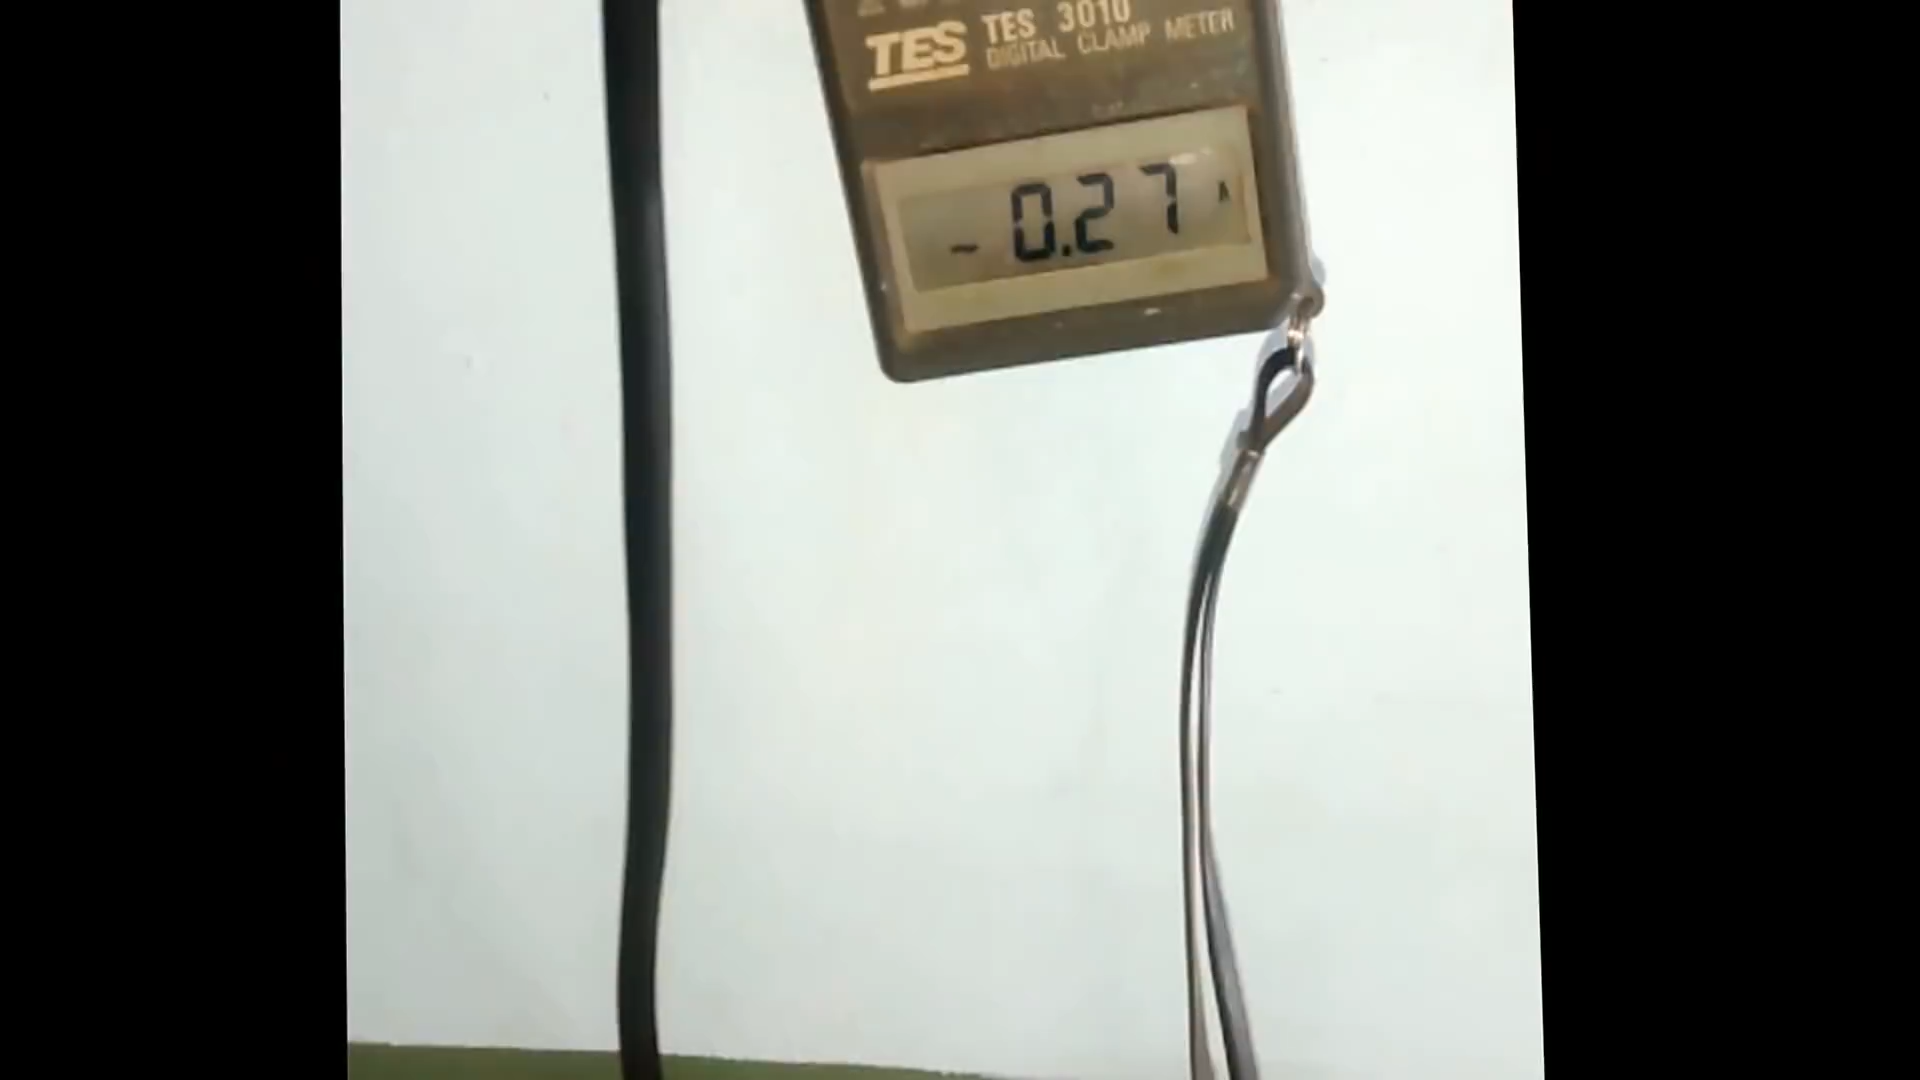 TES
TES 3010
DIGITAL CLAMP METER
~ 0.27 A